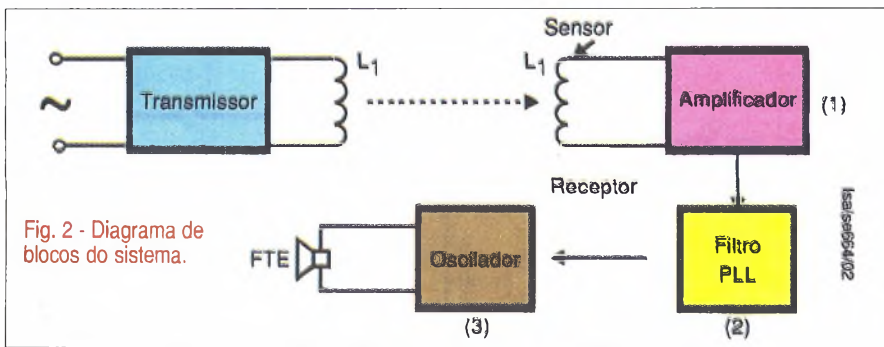 Sensor
L1
L1
Transmissor
Amplificador
(1)
~
Receptor
Fig. 2 - Diagrama de
blocos do sistema.
FTE
Oscilador
Filtro
PLL
(3)
(2)
lsa/se664/02